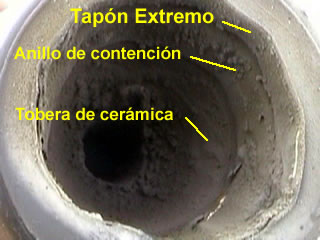 Tapón Extremo
Anillo de contención
Tobera de cerámica